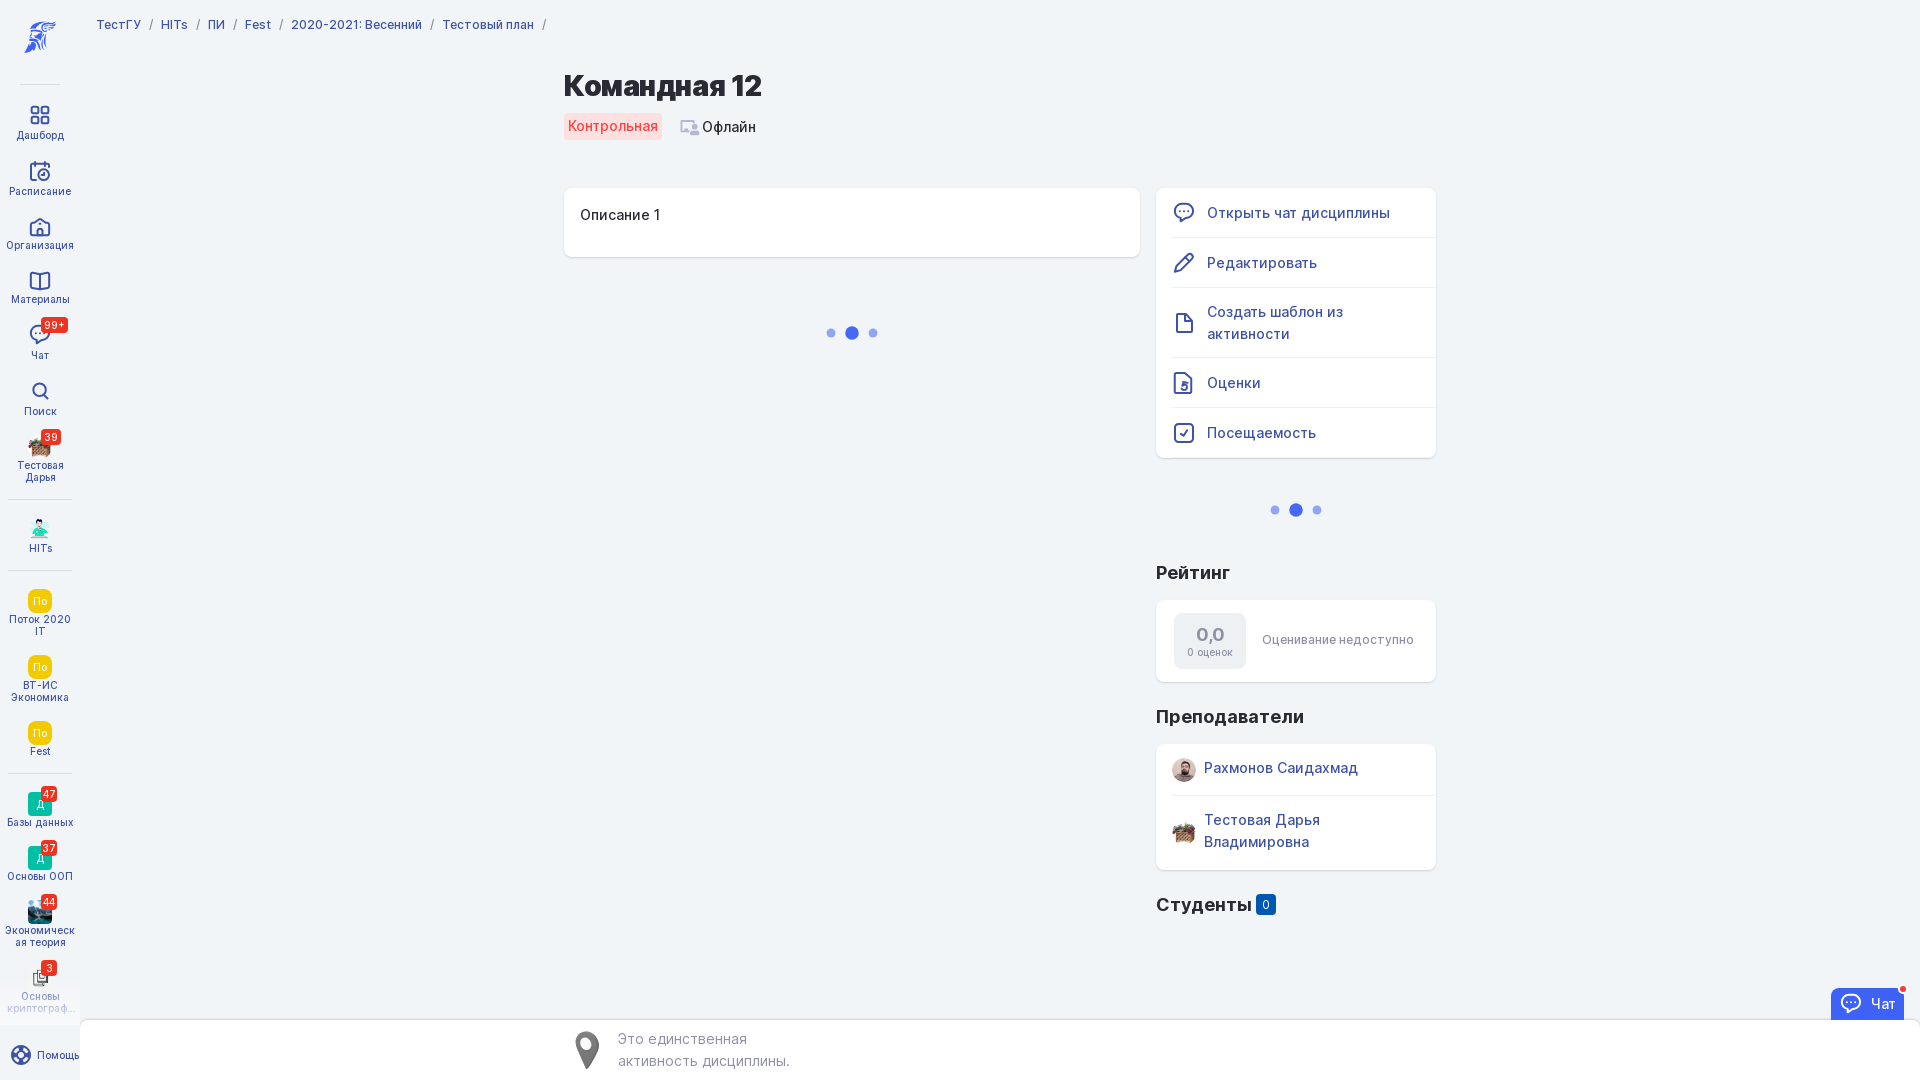 ТестГУ / HITs / ПИ / Fest / 2020-2021: Весенний / Тестовый план /
Командная 12
Контрольная
Офлайн
Описание 1
Открыть чат дисциплины
Редактировать
Создать шаблон из
активности
Оценки
Посещаемость
Рейтинг
0,0
0 оценок
Оценивание недоступно
Преподаватели
Рахмонов Саидахмад
Тестовая Дарья
Владимировна
Студенты 0
Дашборд
Расписание
Организация
Материалы
99+
Чат
Поиск
39
Тестовая
Дарья
HITs
По
Поток 2020
IT
По
ВТ-ИС
Экономика
По
Fest
47
Д
Базы данных
37
Д
Основы ООП
44
Экономическ
ая теория
3
Основы
криптограф...
Помощь
Чат
Это единственная
активность дисциплины.